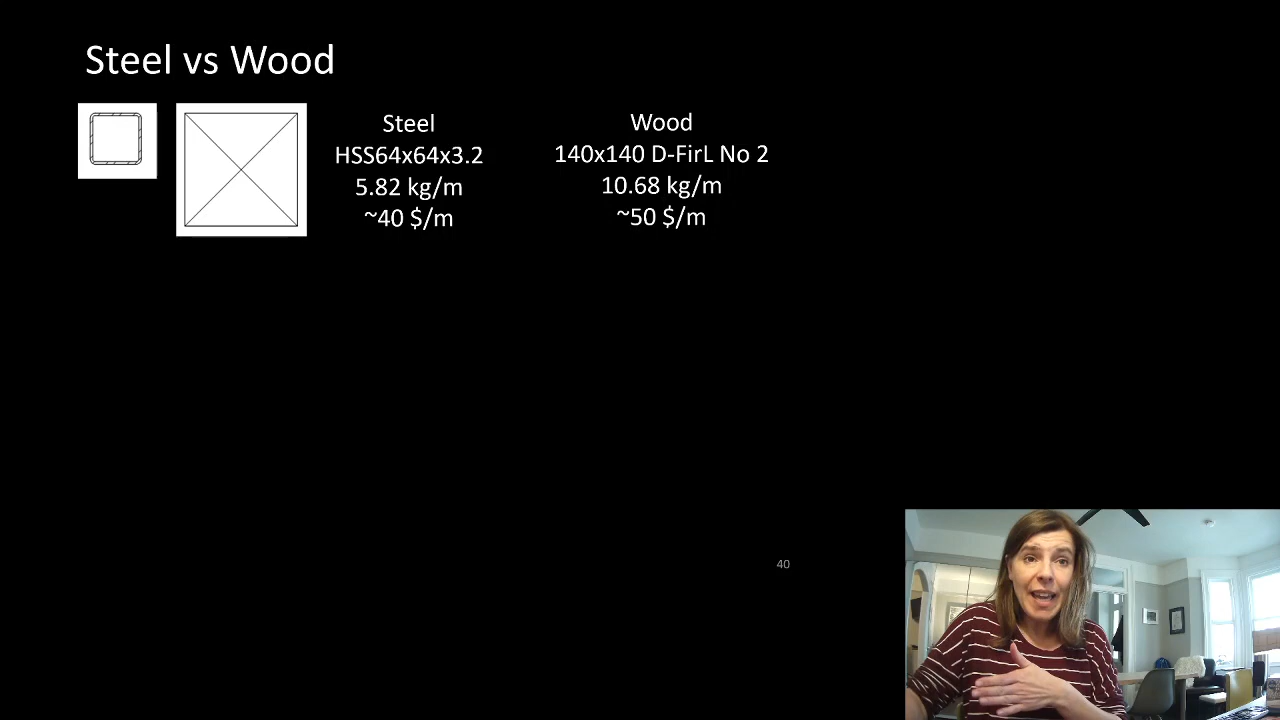 Steel vs Wood
Steel
HSS64x64x3.2
5.82 kg/m
~40 $/m
Wood
140x140 D-FirL No 2
10.68 kg/m
~50 $/m
40